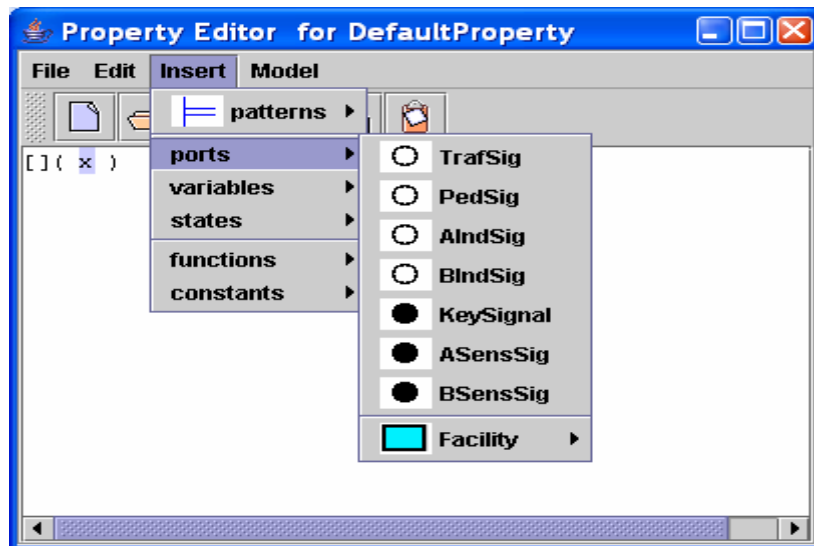 Property Editor for DefaultProperty
File Edit Insert Model
patterns
[]( x )
ports
variables
states
functions
constants
TrafSig
PedSig
AIndSig
BIndSig
KeySignal
ASensSig
BSensSig
Facility